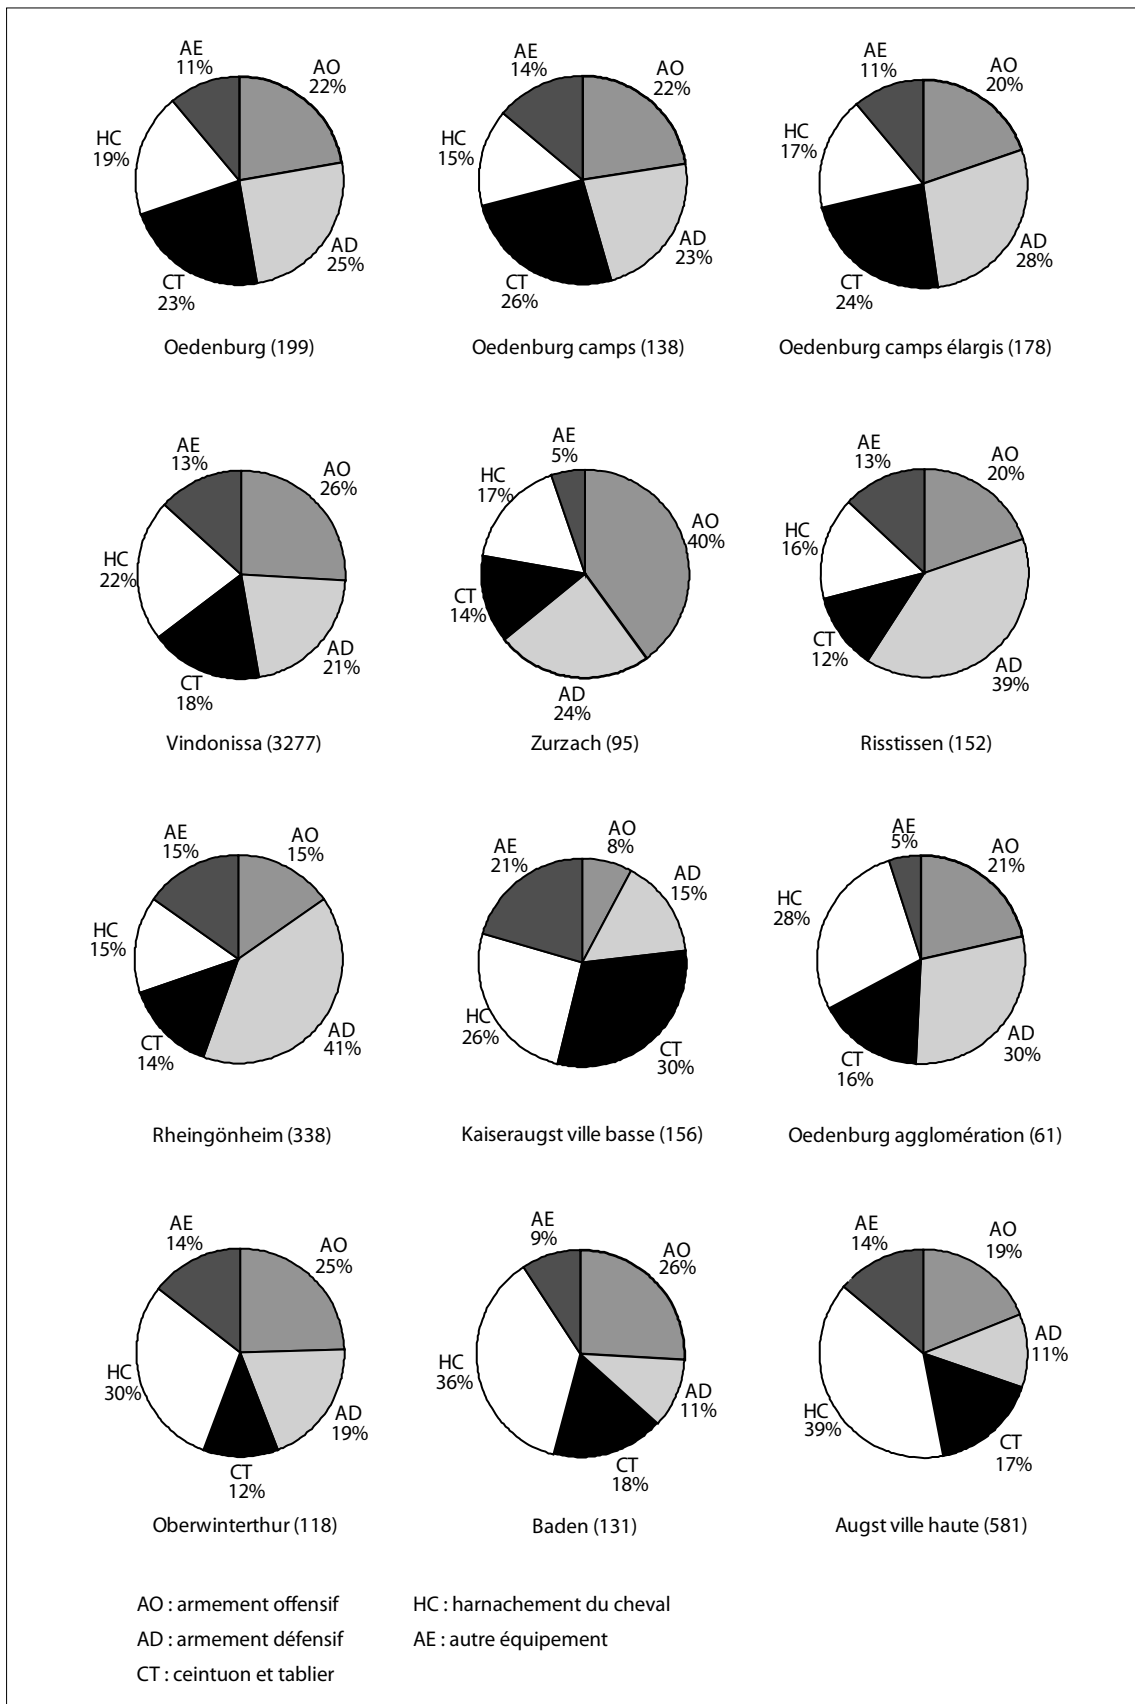 AE
11%
AO
22%
HC
19%
AD
25%
CT
23%
Oedenburg (199)
AE
14%
AO
22%
HC
15%
AD
23%
CT
26%
Oedenburg camps (138)
AE
11%
AO
20%
HC
17%
AD
28%
CT
24%
Oedenburg camps élargis (178)
AE
13%
AO
26%
HC
22%
AD
21%
CT
18%
Vindonissa (3277)
AE
5%
HC
17%
AO
40%
CT
14%
AD
24%
Zurzach (95)
AE
13%
AO
20%
HC
16%
CT
12%
AD
39%
Risstissen (152)
AE
15%
AO
15%
HC
15%
AD
41%
CT
14%
Rheingönheim (338)
AE
21%
AO
8%
AD
15%
HC
26%
CT
30%
Kaiseraugst ville basse (156)
AE
5%
AO
21%
HC
28%
AD
30%
CT
16%
Oedenburg agglomération (61)
AE
14%
AO
25%
HC
30%
AD
19%
CT
12%
Oberwinterthur (118)
AE
9%
AO
26%
HC
36%
AD
11%
CT
18%
Baden (131)
AE
14%
AO
19%
AD
11%
HC
39%
CT
17%
Augst ville haute (581)
AO : armement offensif
AD : armement défensif
CT : ceintuon et tablier
HC : harnachement du cheval
AE : autre équipement